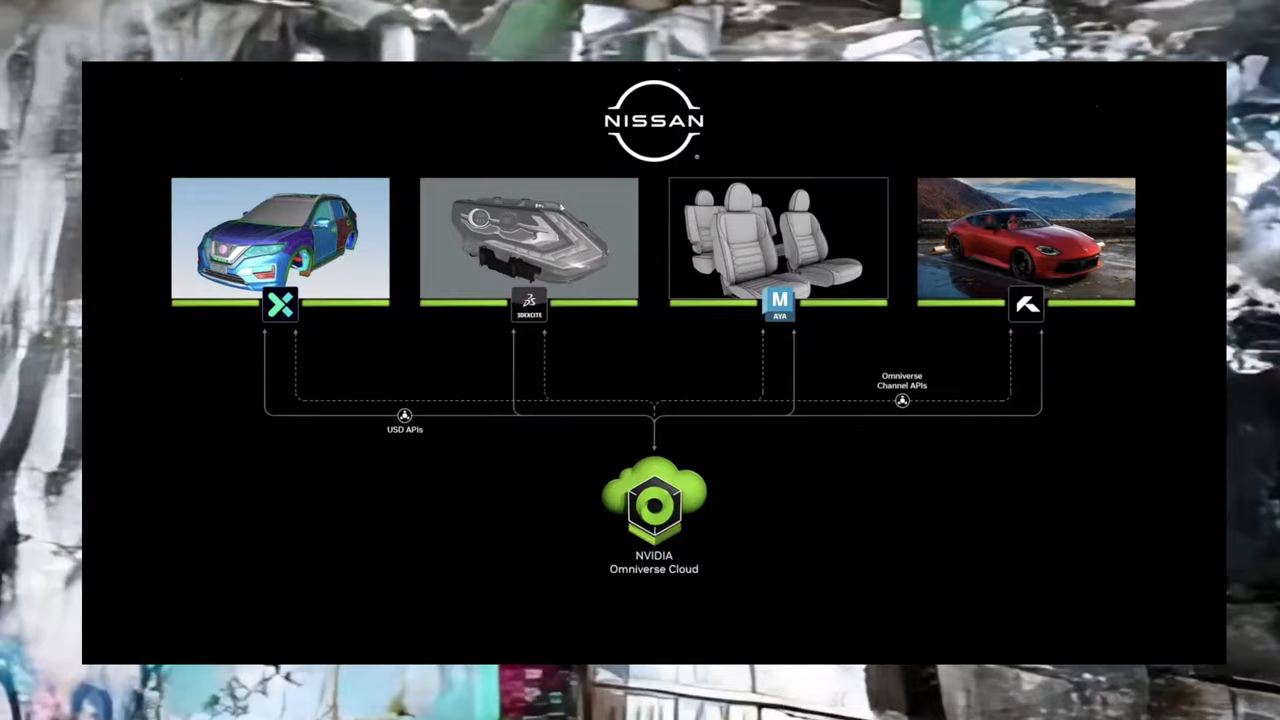 NISSAN
3DEXCITE
M
AYA
Omniverse
Channel APIs
USD APIs
NVIDIA
Omniverse Cloud